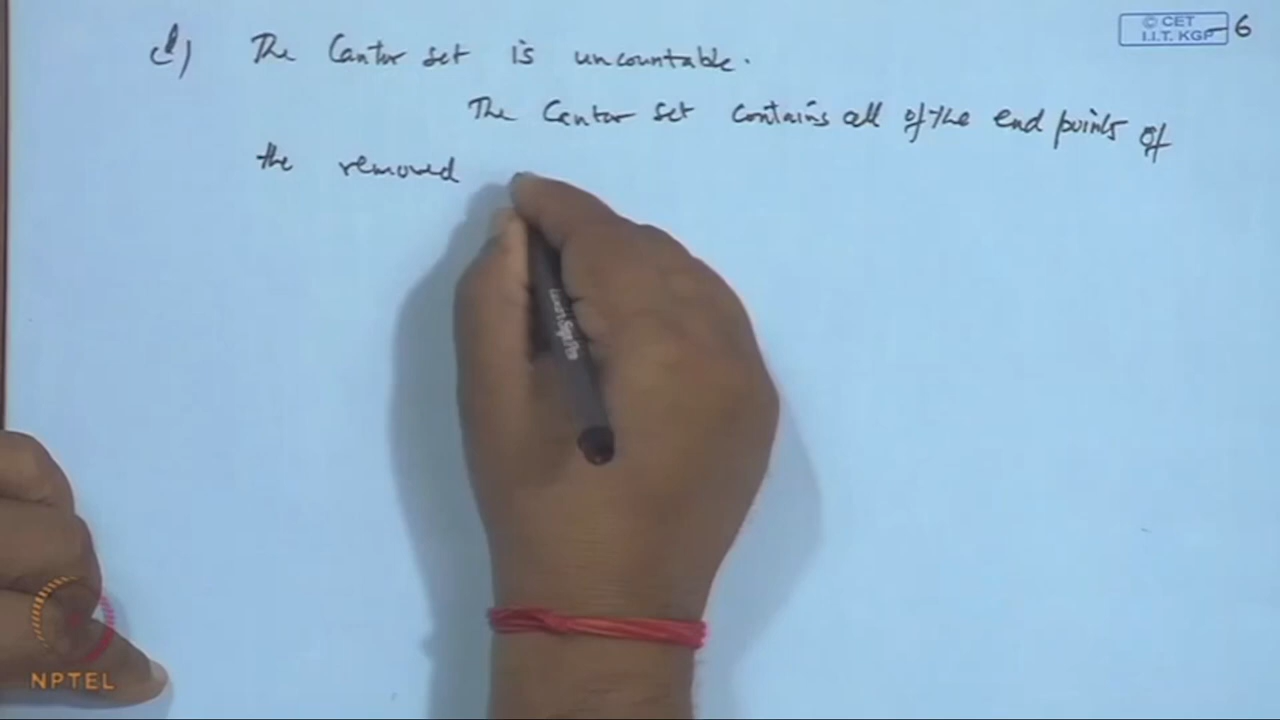 d) The Cantor set is uncountable.
© CET
I.I.T. KGP
6
The Cantor set contains all of the end points of
the removed
NPTEL